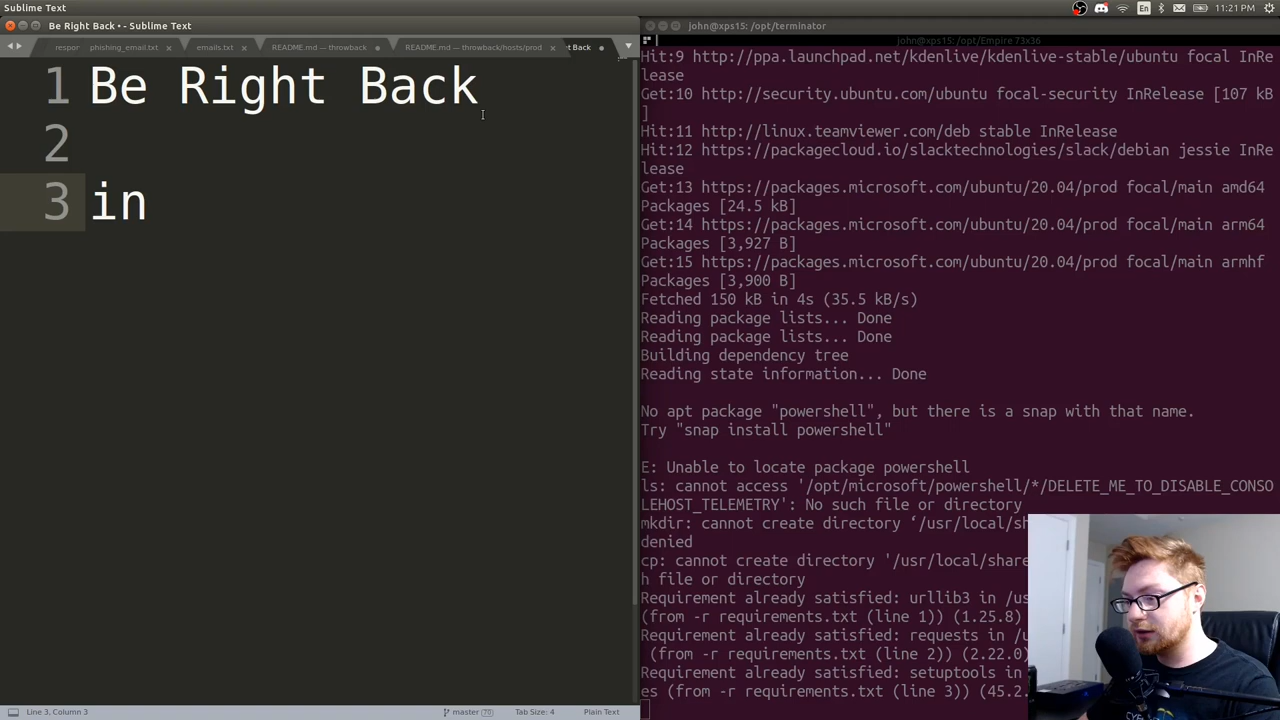 Sublime Text
En
11:21 PM
Be Right Back • - Sublime Text
respon
phishing_email.txt
emails.txt
README.md — throwback
README.md — throwback/hosts/prod
t Back
1 Be Right Back
2
3 in
Line 3, Column 3
master 70
Tab Size: 4
Plain Text
john@xps15: /opt/terminator
john@xps15: /opt/Empire 73x36
Hit:9 http://ppa.launchpad.net/kdenlive/kdenlive-stable/ubuntu focal InRe
lease
Get:10 http://security.ubuntu.com/ubuntu focal-security InRelease [107 kB
]
Hit:11 http://linux.teamviewer.com/deb stable InRelease
Hit:12 https://packagecloud.io/slacktechnologies/slack/debian jessie InRe
lease
Get:13 https://packages.microsoft.com/ubuntu/20.04/prod focal/main amd64
Packages [24.5 kB]
Get:14 https://packages.microsoft.com/ubuntu/20.04/prod focal/main arm64
Packages [3,927 B]
Get:15 https://packages.microsoft.com/ubuntu/20.04/prod focal/main armhf
Packages [3,900 B]
Fetched 150 kB in 4s (35.5 kB/s)
Reading package lists... Done
Reading package lists... Done
Building dependency tree
Reading state information... Done
No apt package "powershell", but there is a snap with that name.
Try "snap install powershell"
E: Unable to locate package powershell
ls: cannot access '/opt/microsoft/powershell/*/DELETE_ME_TO_DISABLE_CONSO
LEHOST_TELEMETRY': No such file or directory
mkdir: cannot create directory ‘/usr/local/sh
denied
cp: cannot create directory '/usr/local/share
h file or directory
Requirement already satisfied: urllib3 in /us
(from -r requirements.txt (line 1)) (1.25.8)
Requirement already satisfied: requests in /u
(from -r requirements.txt (line 2)) (2.22.0)
Requirement already satisfied: setuptools in
es (from -r requirements.txt (line 3)) (45.2.